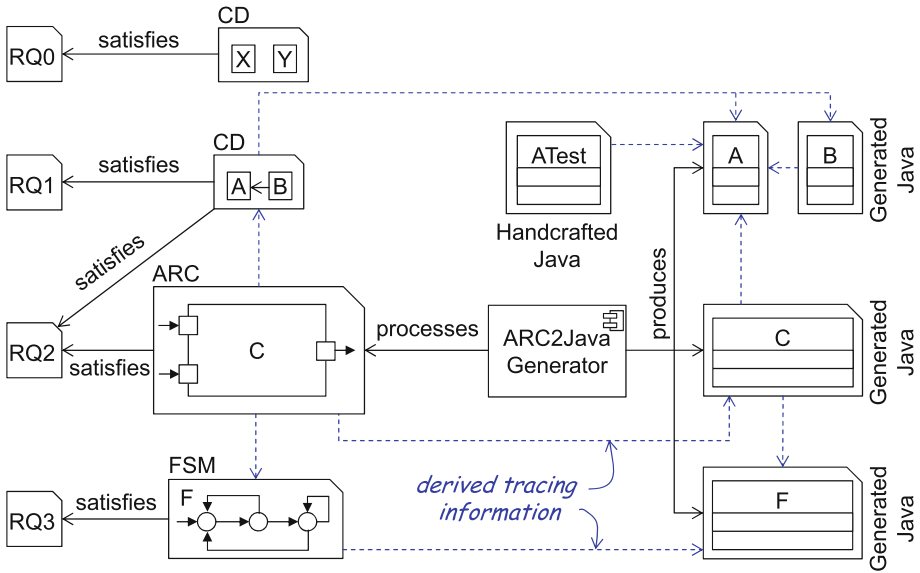 CD
RQ0
satisfies
X
Y
CD
RQ1
satisfies
A
B
satisfies
ATest
Handcrafted
Java
A
B
Generated
Java
ARC
RQ2
satisfies
C
processes
ARC2Java
Generator
produces
C
Generated
Java
FSM
RQ3
satisfies
F
derived tracing
information
F
Generated
Java